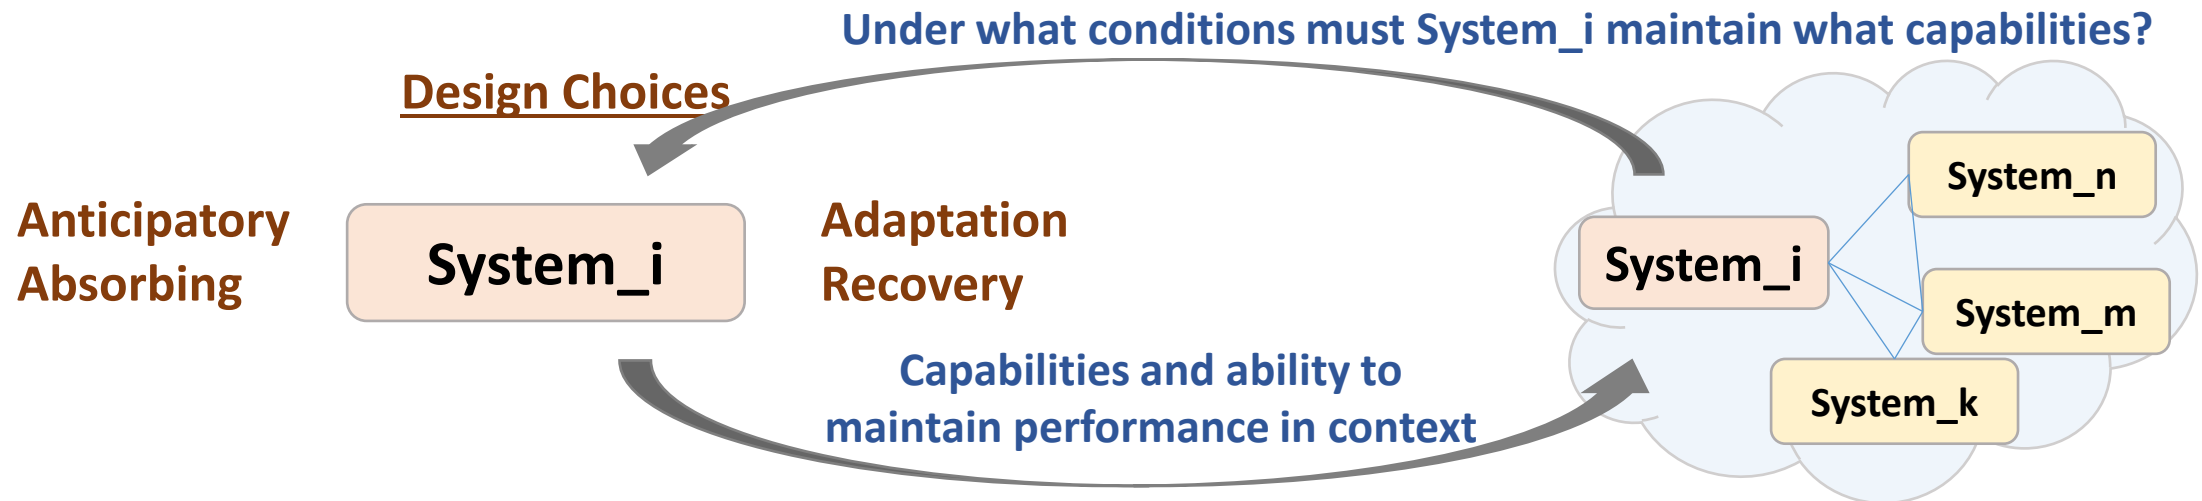 Under what conditions must System_i maintain what capabilities?
Design Choices
Anticipatory
Absorbing
System_i
Adaptation
Recovery
Capabilities and ability to
maintain performance in context
System_i
System_n
System_m
System_k